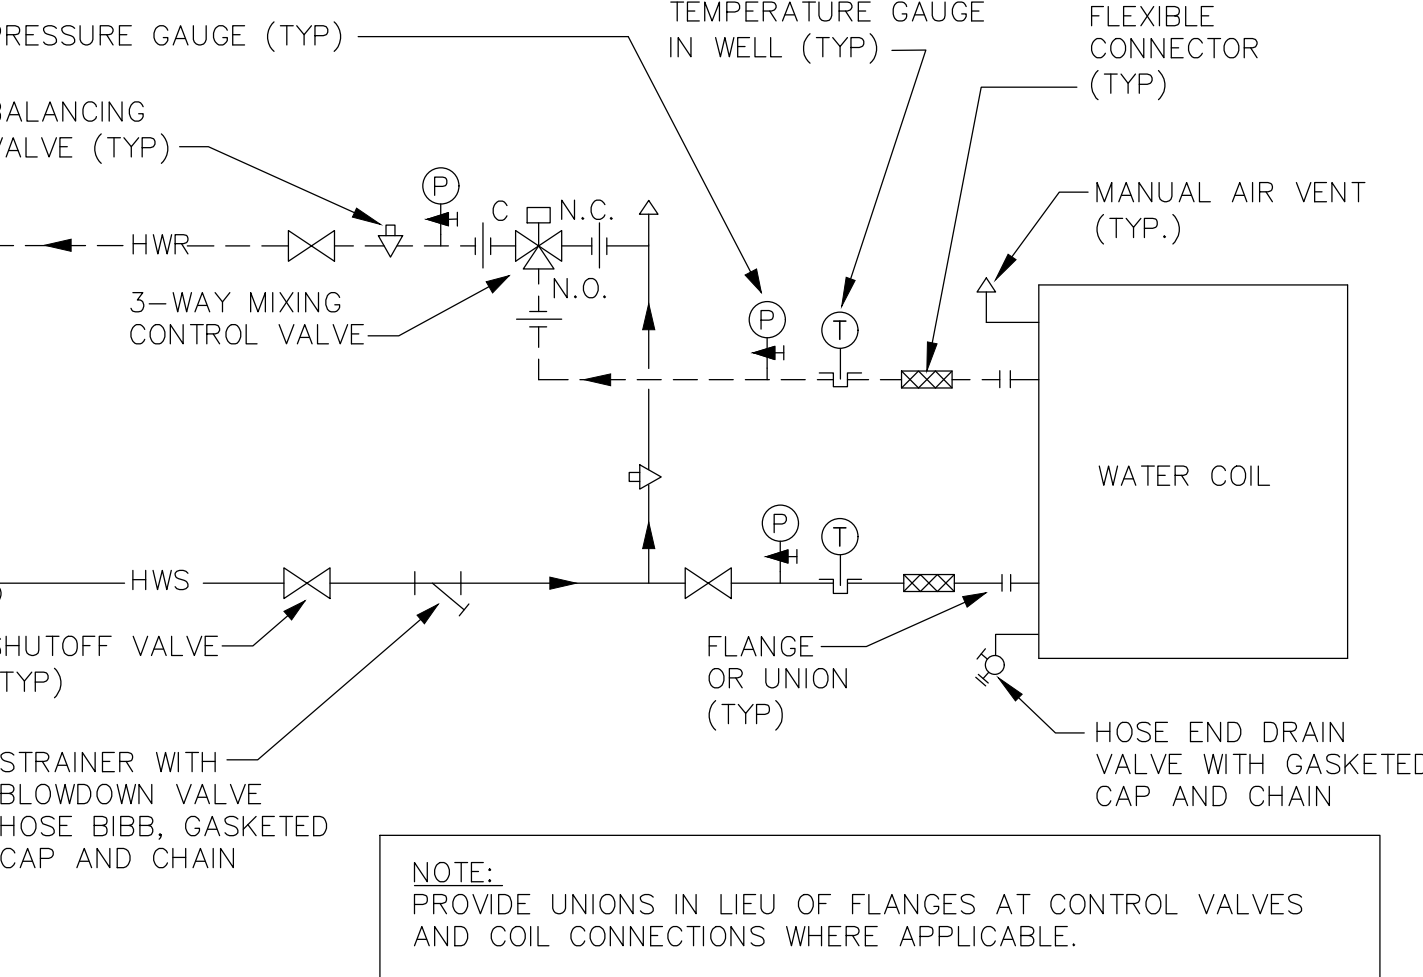 TEMPERATURE GAUGE
IN WELL (TYP)
FLEXIBLE
CONNECTOR
(TYP)
PRESSURE GAUGE (TYP)
BALANCING
VALVE (TYP)
MANUAL AIR VENT
(TYP.)
P
C
N.C.
HWR
N.O.
3-WAY MIXING
CONTROL VALVE
P
T
WATER COIL
P
T
HWS
SHUTOFF VALVE
(TYP)
FLANGE
OR UNION
(TYP)
STRAINER WITH
BLOWDOWN VALVE
HOSE BIBB, GASKETED
CAP AND CHAIN
HOSE END DRAIN
VALVE WITH GASKETED
CAP AND CHAIN
NOTE:
PROVIDE UNIONS IN LIEU OF FLANGES AT CONTROL VALVES
AND COIL CONNECTIONS WHERE APPLICABLE.